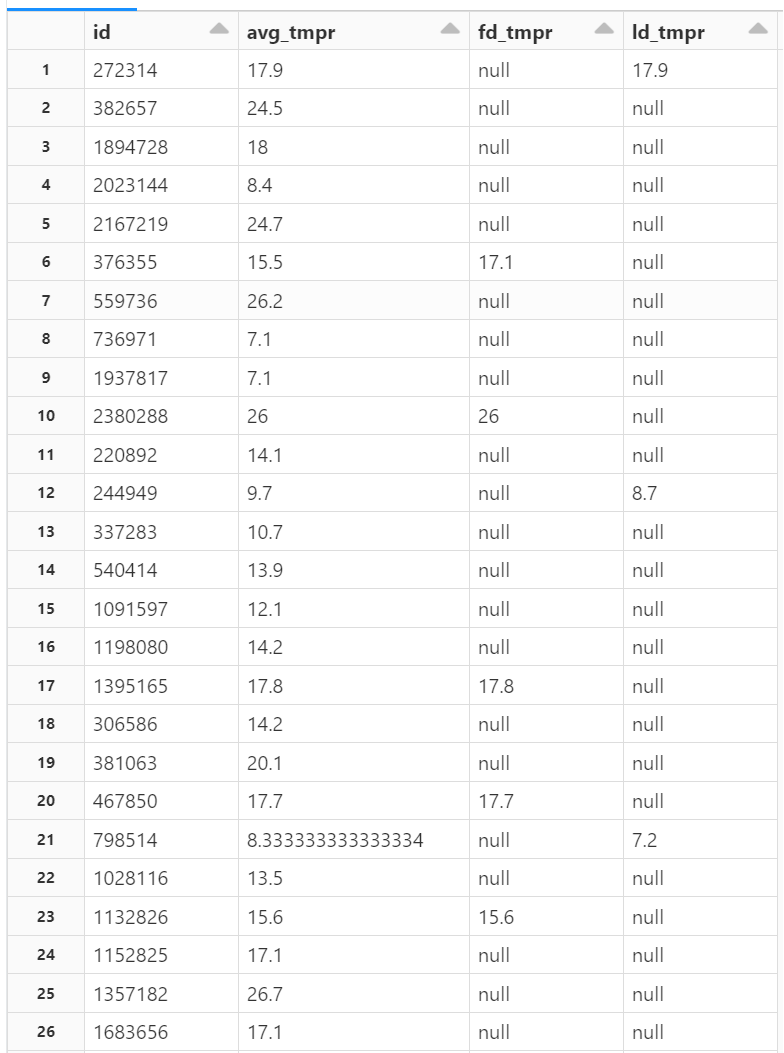 id avg_tmpr fd_tmpr ld_tmpr
1 272314 17.9 null 17.9
2 382657 24.5 null null
3 1894728 18 null null
4 2023144 8.4 null null
5 2167219 24.7 null null
6 376355 15.5 17.1 null
7 559736 26.2 null null
8 736971 7.1 null null
9 1937817 7.1 null null
10 2380288 26 26 null
11 220892 14.1 null null
12 244949 9.7 null 8.7
13 337283 10.7 null null
14 540414 13.9 null null
15 1091597 12.1 null null
16 1198080 14.2 null null
17 1395165 17.8 17.8 null
18 306586 14.2 null null
19 381063 20.1 null null
20 467850 17.7 17.7 null
21 798514 8.333333333333334 null 7.2
22 1028116 13.5 null null
23 1132826 15.6 15.6 null
24 1152825 17.1 null null
25 1357182 26.7 null null
26 1683656 17.1 null null